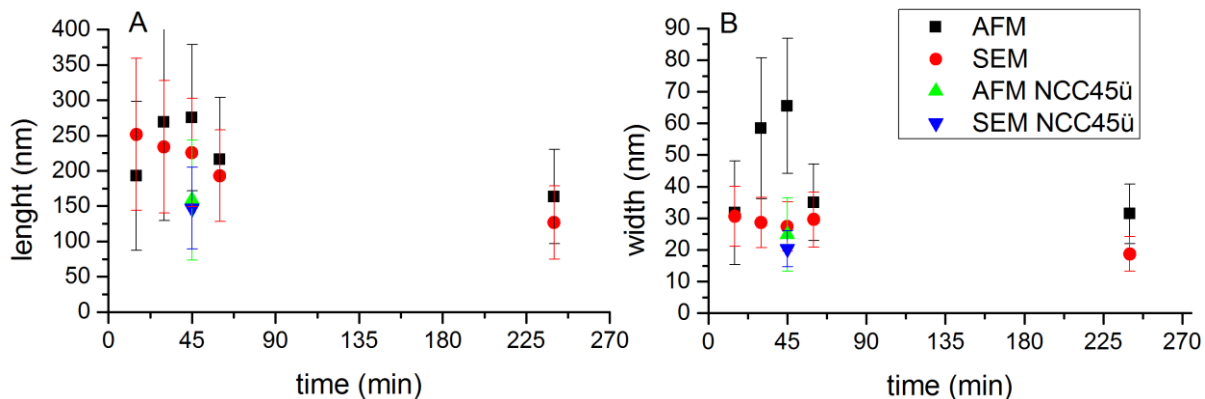 A
400
350
300
250
200
150
100
50
0
lenght (nm)
0 45 90 135 180 225 270
time (min)
B
90
80
70
60
50
40
30
20
10
0
width (nm)
0 45 90 135 180 225 270
time (min)
AFM
SEM
AFM NCC45ü
SEM NCC45ü